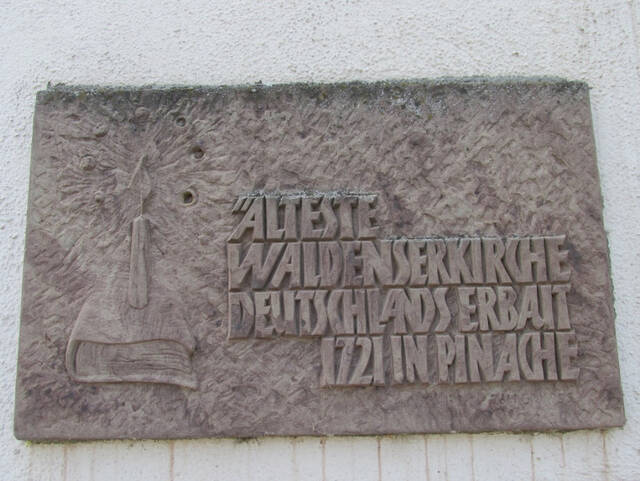 ÄLTESTE
WALDENSERKIRCHE
DEUTSCHLANDS ERBAUT
1721 IN PINACHE